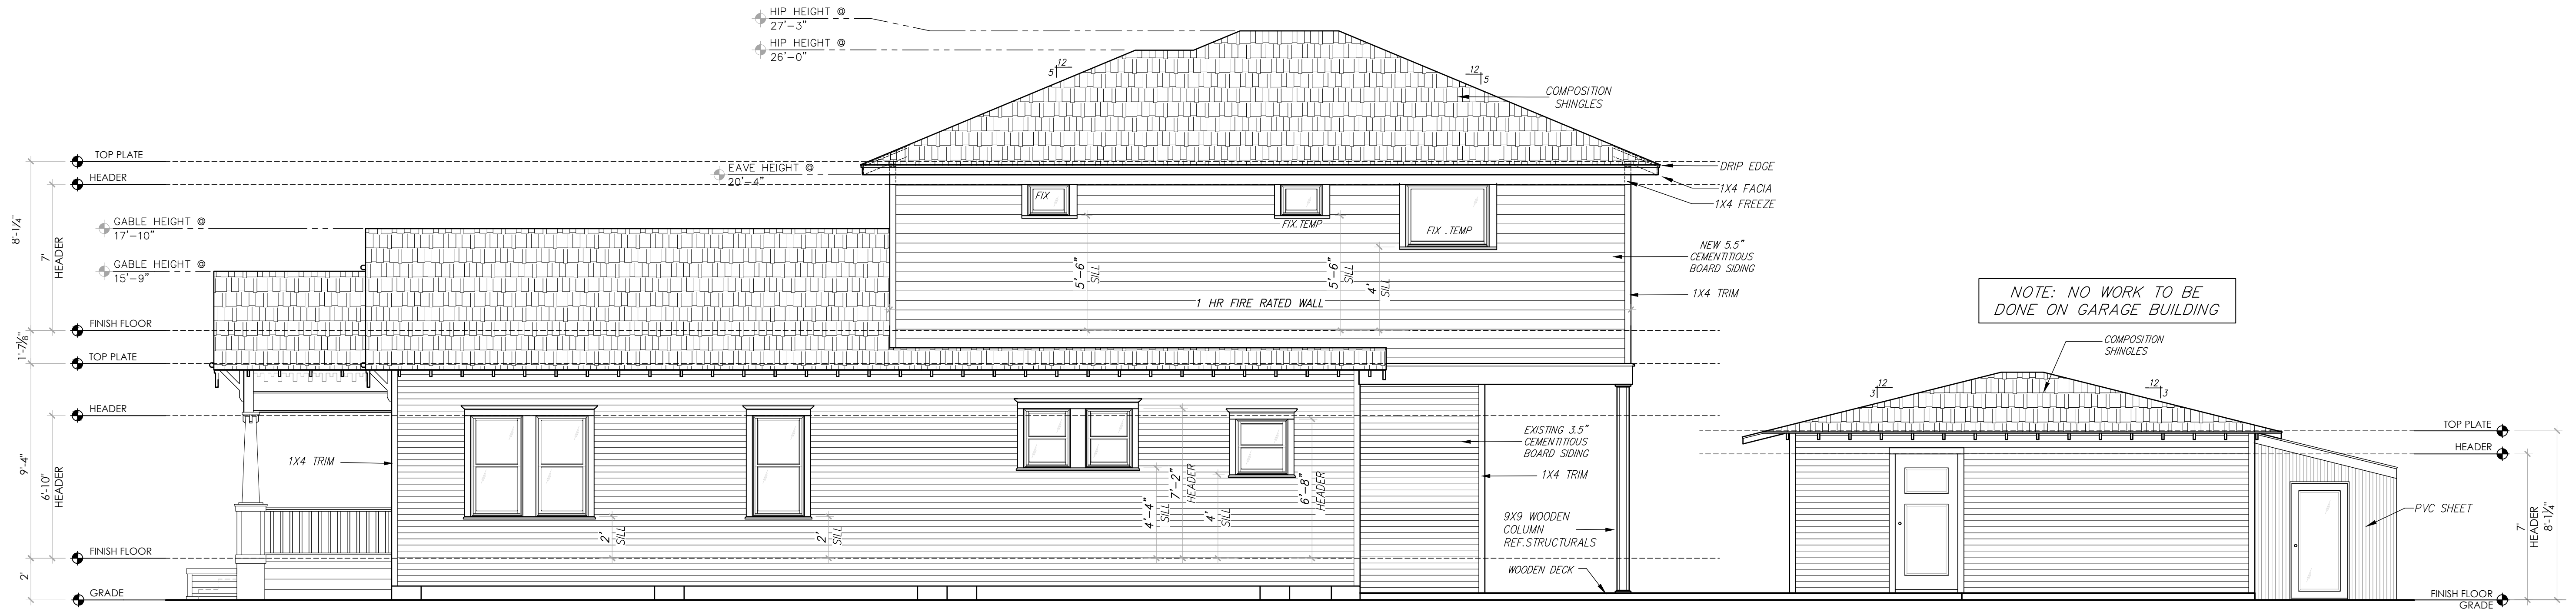 HIP HEIGHT @
27'-3"
HIP HEIGHT @
26'-0"
12
5
12
5
COMPOSITION
SHINGLES
TOP PLATE
HEADER
EAVE HEIGHT @
20'-4"
DRIP EDGE
1X4 FACIA
1X4 FREEZE
FIX
FIX.TEMP
FIX .TEMP
GABLE HEIGHT @
17'-10"
GABLE HEIGHT @
15'-9"
8'-1¼"
7'
HEADER
5'-6"
SILL
5'-6"
SILL
4'
SILL
NEW 5.5"
CEMENTITIOUS
BOARD SIDING
1 HR FIRE RATED WALL
1X4 TRIM
NOTE: NO WORK TO BE
DONE ON GARAGE BUILDING
FINISH FLOOR
1'-7⅛"
TOP PLATE
COMPOSITION
SHINGLES
12
3
12
3
HEADER
9'-4"
6'-10"
HEADER
1X4 TRIM
2'
SILL
2'
SILL
4'-4"
SILL
7'-2"
HEADER
4'
SILL
6'-8"
HEADER
EXISTING 3.5"
CEMENTITIOUS
BOARD SIDING
1X4 TRIM
9X9 WOODEN
COLUMN
REF.STRUCTURALS
WOODEN DECK
TOP PLATE
HEADER
PVC SHEET
7'
HEADER
8'-1¼"
FINISH FLOOR
2'
GRADE
FINISH FLOOR
GRADE